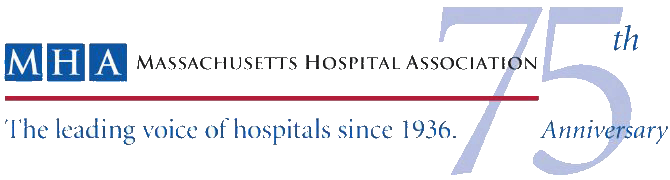 MHA MASSACHUSETTS HOSPITAL ASSOCIATION
75th
The leading voice of hospitals since 1936.
Anniversary